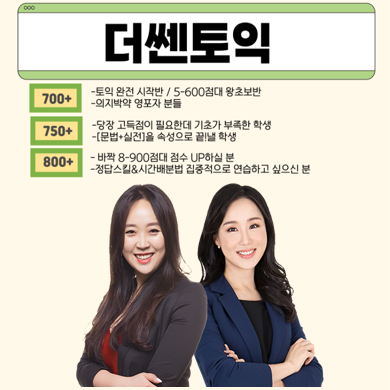 더쎈토익
700+
-토익 완전 시작반 / 5-600점대 왕초보반
-의지박약 영포자 분들
750+
-당장 고득점이 필요한데 기초가 부족한 학생
-[문법+실전]을 속성으로 끝!낼 학생
800+
- 바짝 8-900점대 점수 UP하실 분
-정답스킬&시간배분법 집중적으로 연습하고 싶으신 분